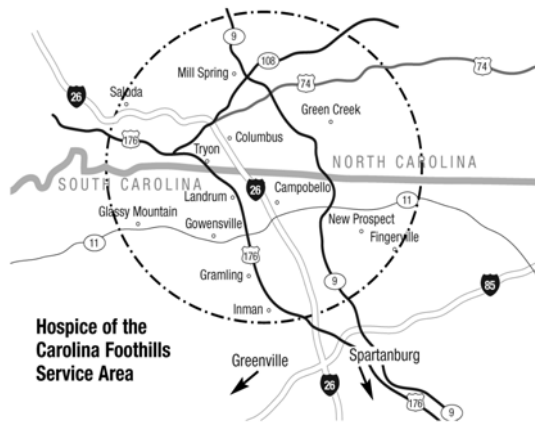 9
108
74
Mill Spring
74
26
Saloda
Green Creek
176
Columbus
Tryon
NORTH CAROLINA
SOUTH CAROLINA
26
Campobello
Landrum
11
Glassy Mountain
New Prospect
Gowensville
Fingerville
11
176
Gramling
9
85
Inman
Hospice of the
Carolina Foothills
Service Area
Greenville
Spartanburg
26
176
9